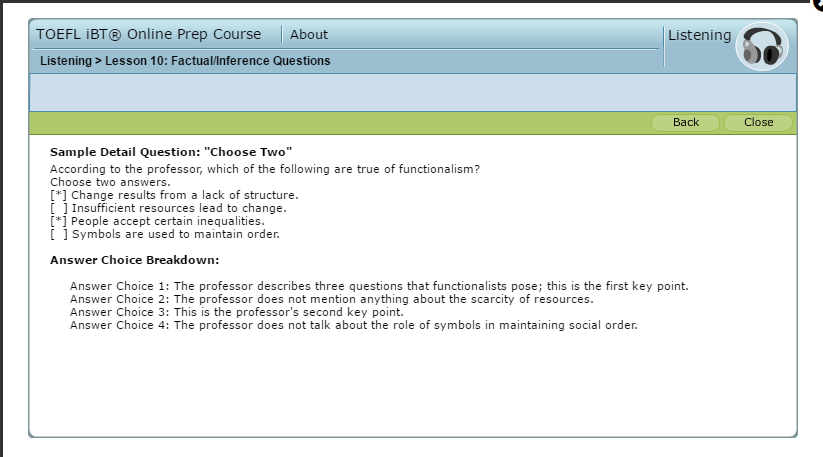 TOEFL iBT® Online Prep Course About Listening
Listening > Lesson 10: Factual/Inference Questions
Back Close
Sample Detail Question: "Choose Two"
According to the professor, which of the following are true of functionalism?
Choose two answers.
[*] Change results from a lack of structure.
[ ] Insufficient resources lead to change.
[*] People accept certain inequalities.
[ ] Symbols are used to maintain order.
Answer Choice Breakdown:
Answer Choice 1: The professor describes three questions that functionalists pose; this is the first key point.
Answer Choice 2: The professor does not mention anything about the scarcity of resources.
Answer Choice 3: This is the professor's second key point.
Answer Choice 4: The professor does not talk about the role of symbols in maintaining social order.